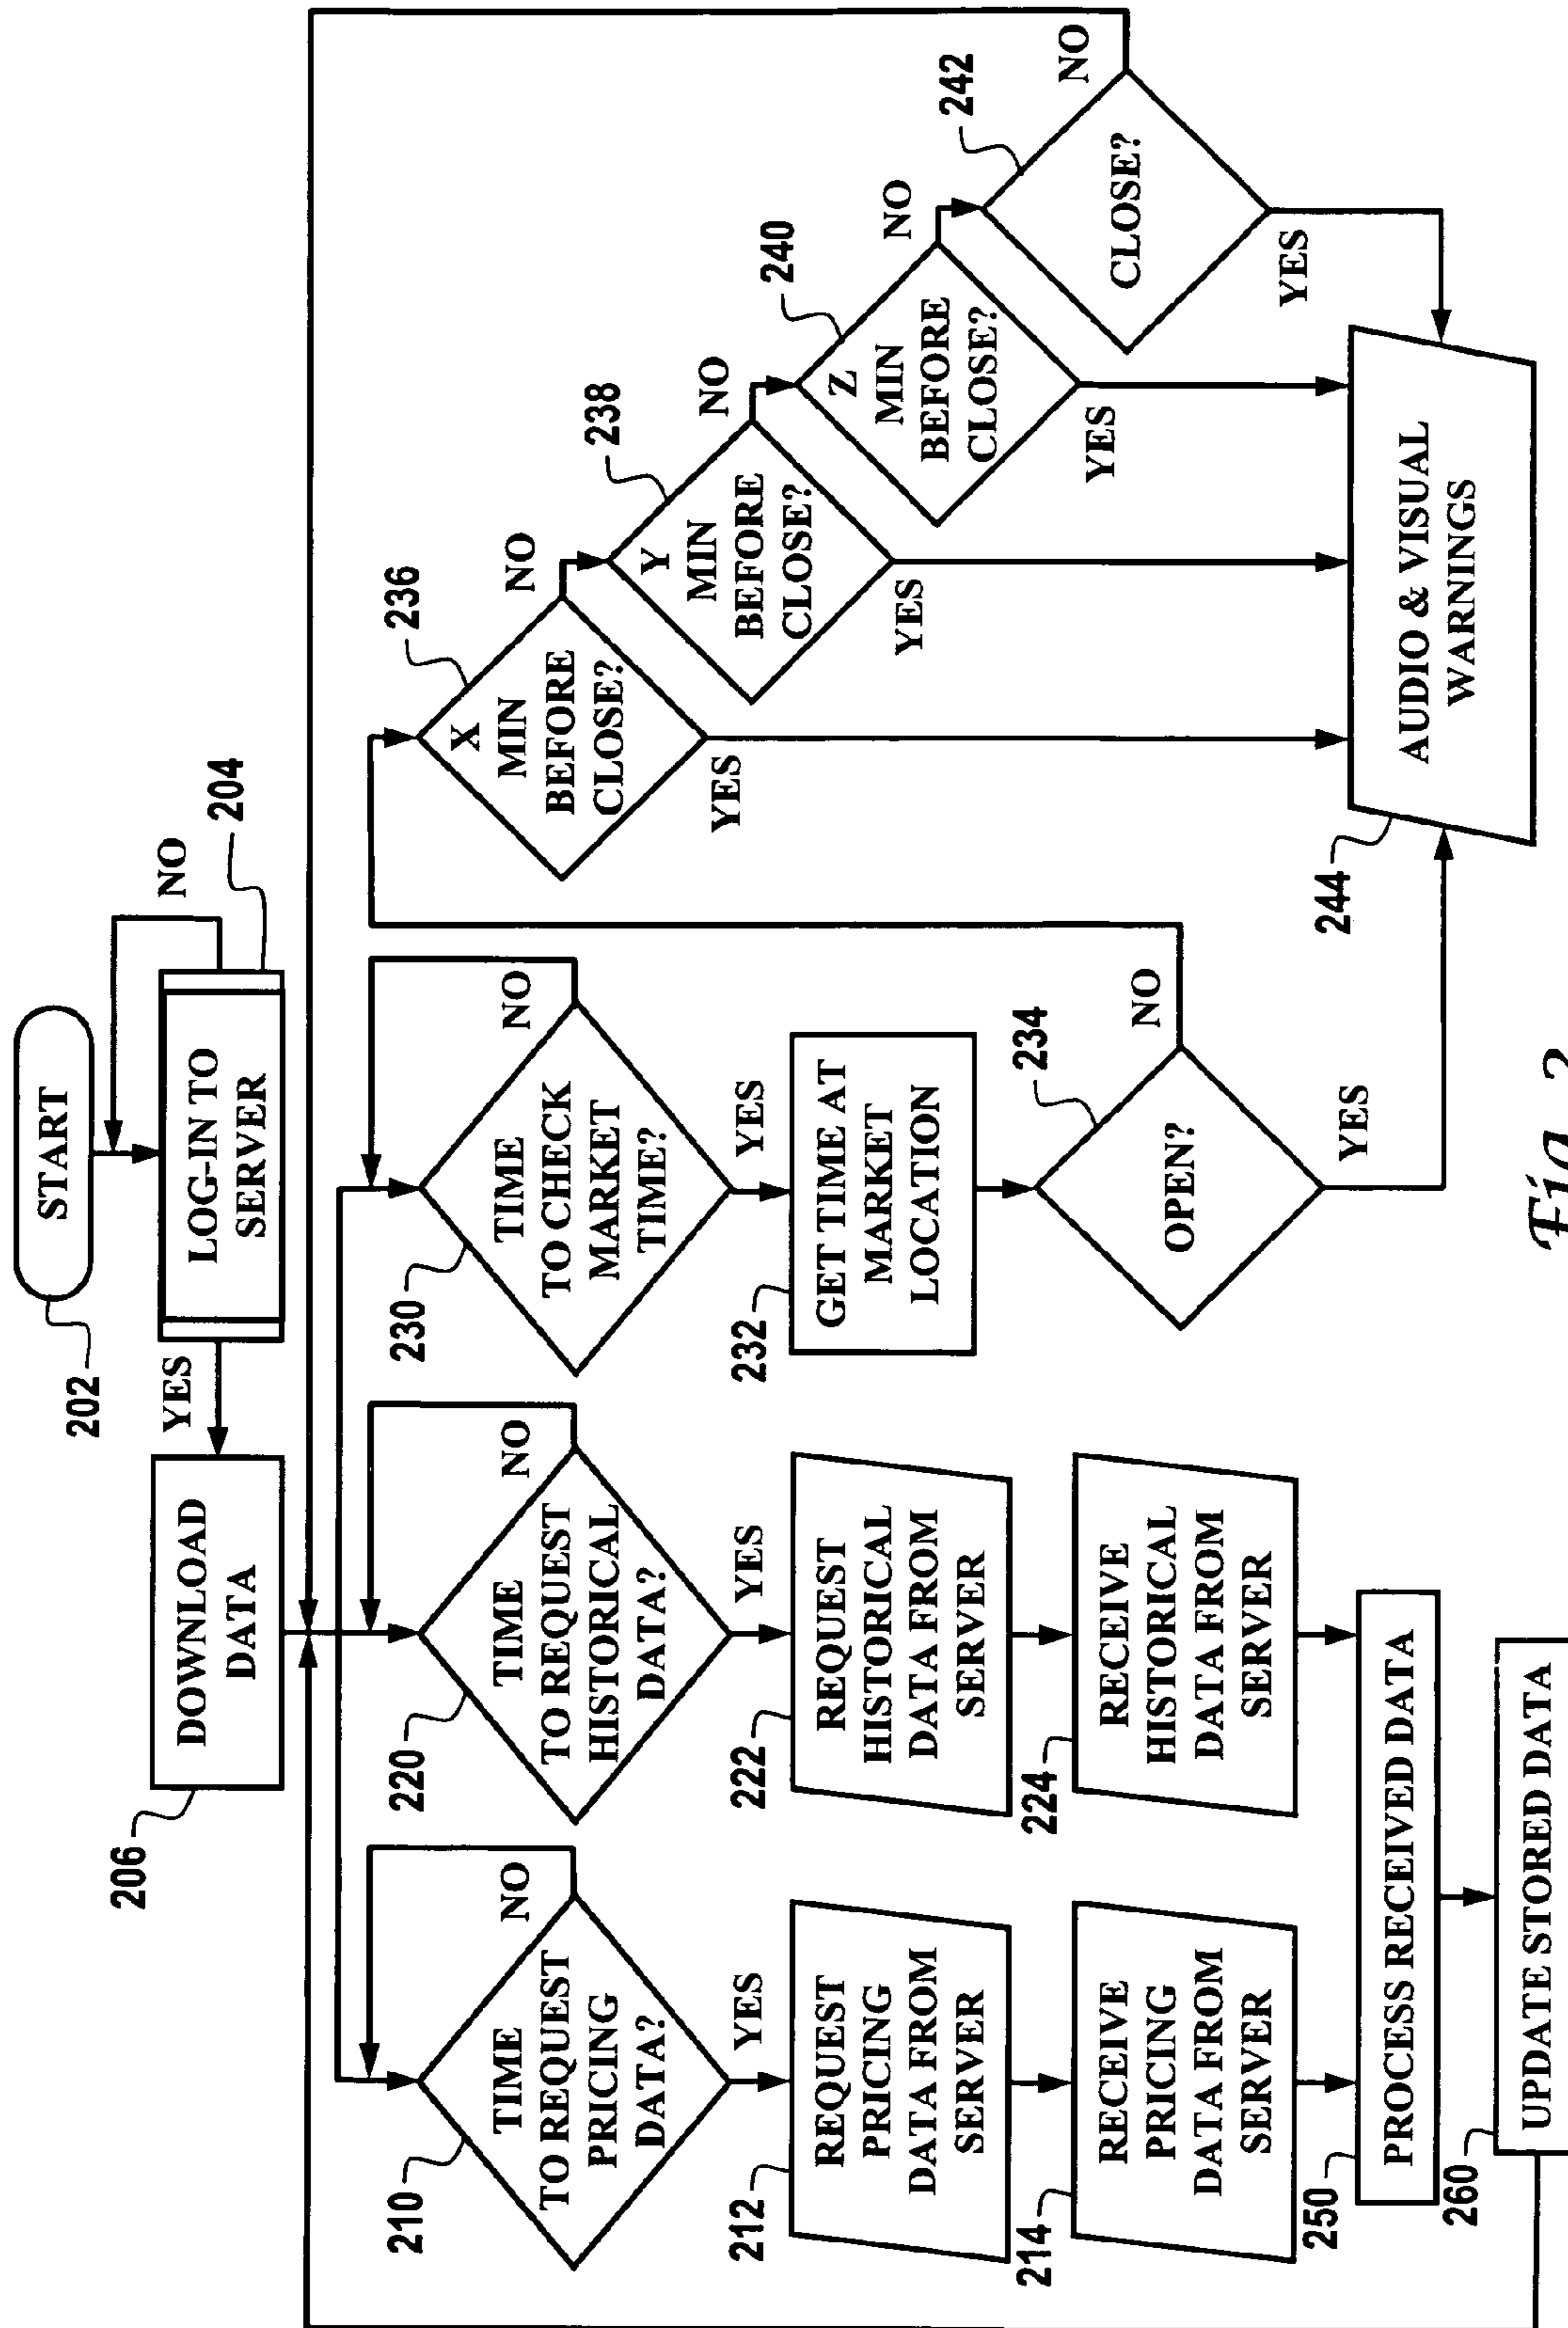 START
202
LOG-IN TO
SERVER
204
NO
YES
DOWNLOAD
DATA
206
TIME
TO REQUEST
PRICING
DATA?
210
NO
YES
REQUEST
PRICING
DATA FROM
SERVER
212
RECEIVE
PRICING
DATA FROM
SERVER
214
TIME
TO REQUEST
HISTORICAL
DATA?
220
NO
YES
REQUEST
HISTORICAL
DATA FROM
SERVER
222
RECEIVE
HISTORICAL
DATA FROM
SERVER
224
PROCESS RECEIVED DATA
250
UPDATE STORED DATA
260
TIME
TO CHECK
MARKET
TIME?
230
NO
YES
GET TIME AT
MARKET
LOCATION
232
OPEN?
234
NO
YES
X
MIN
BEFORE
CLOSE?
236
NO
YES
Y
MIN
BEFORE
CLOSE?
238
NO
YES
Z
MIN
BEFORE
CLOSE?
240
NO
YES
CLOSE?
242
NO
YES
AUDIO & VISUAL
WARNINGS
244